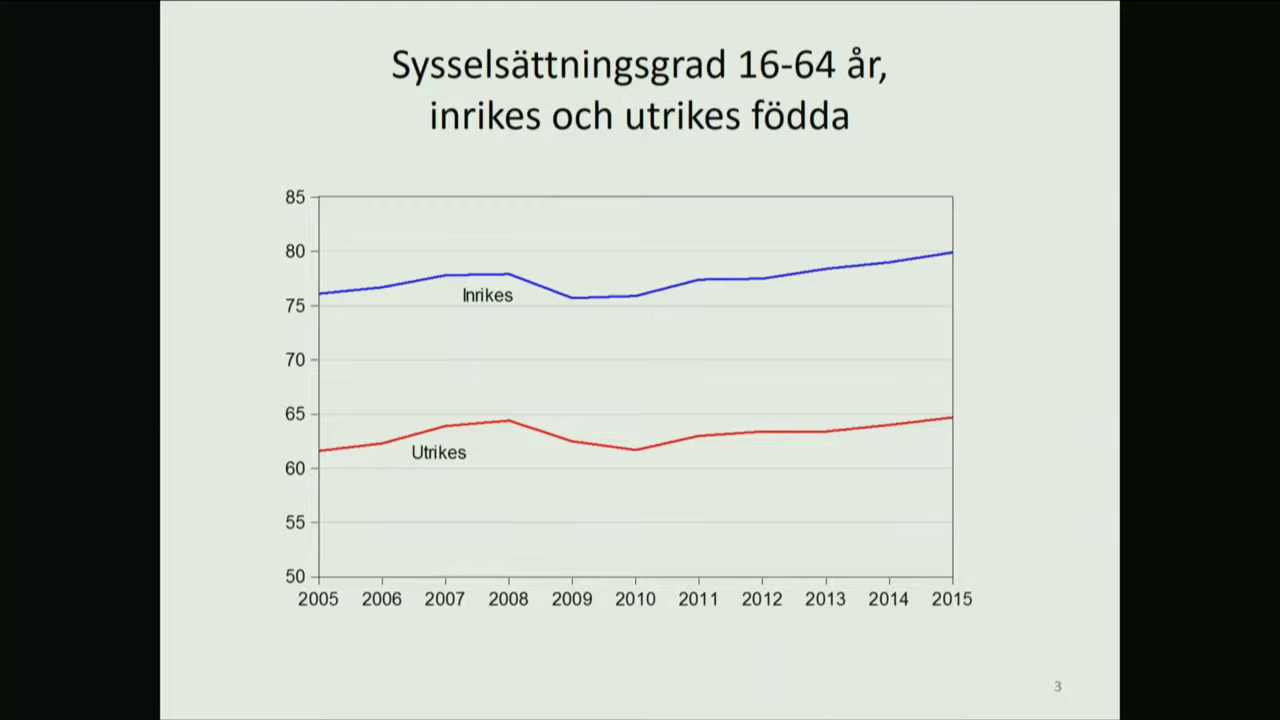 Sysselsättningsgrad 16-64 år,
inrikes och utrikes födda
85
80
75
70
65
60
55
50
Inrikes
Utrikes
2005 2006 2007 2008 2009 2010 2011 2012 2013 2014 2015
3